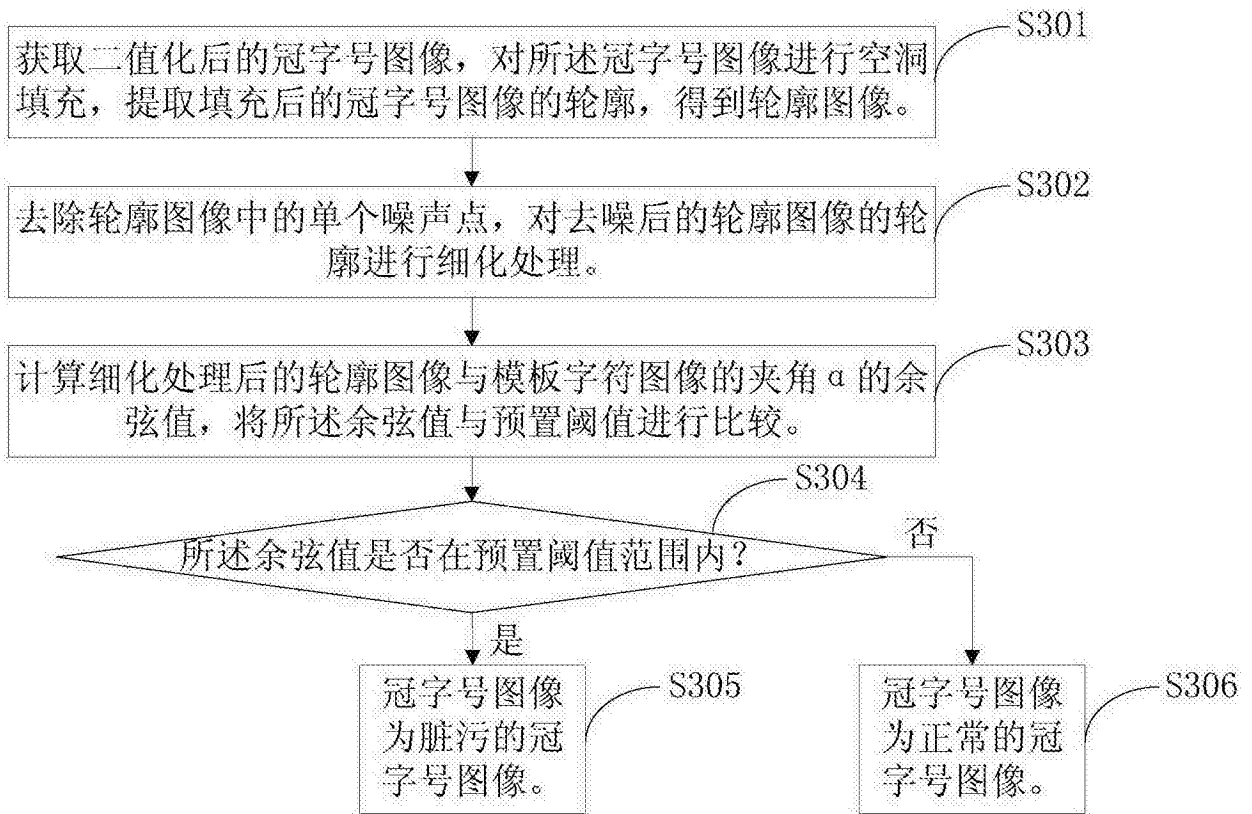 S301
获取二值化后的冠字号图像，对所述冠字号图像进行空洞
填充，提取填充后的冠字号图像的轮廓，得到轮廓图像。
S302
去除轮廓图像中的单个噪声点，对去噪后的轮廓图像的轮
廓进行细化处理。
S303
计算细化处理后的轮廓图像与模板字符图像的夹角α的余
弦值，将所述余弦值与预置阈值进行比较。
S304
所述余弦值是否在预置阈值范围内？
否
是
冠字号图像
为脏污的冠
字号图像。
S305
冠字号图像
为正常的冠
字号图像。
S306